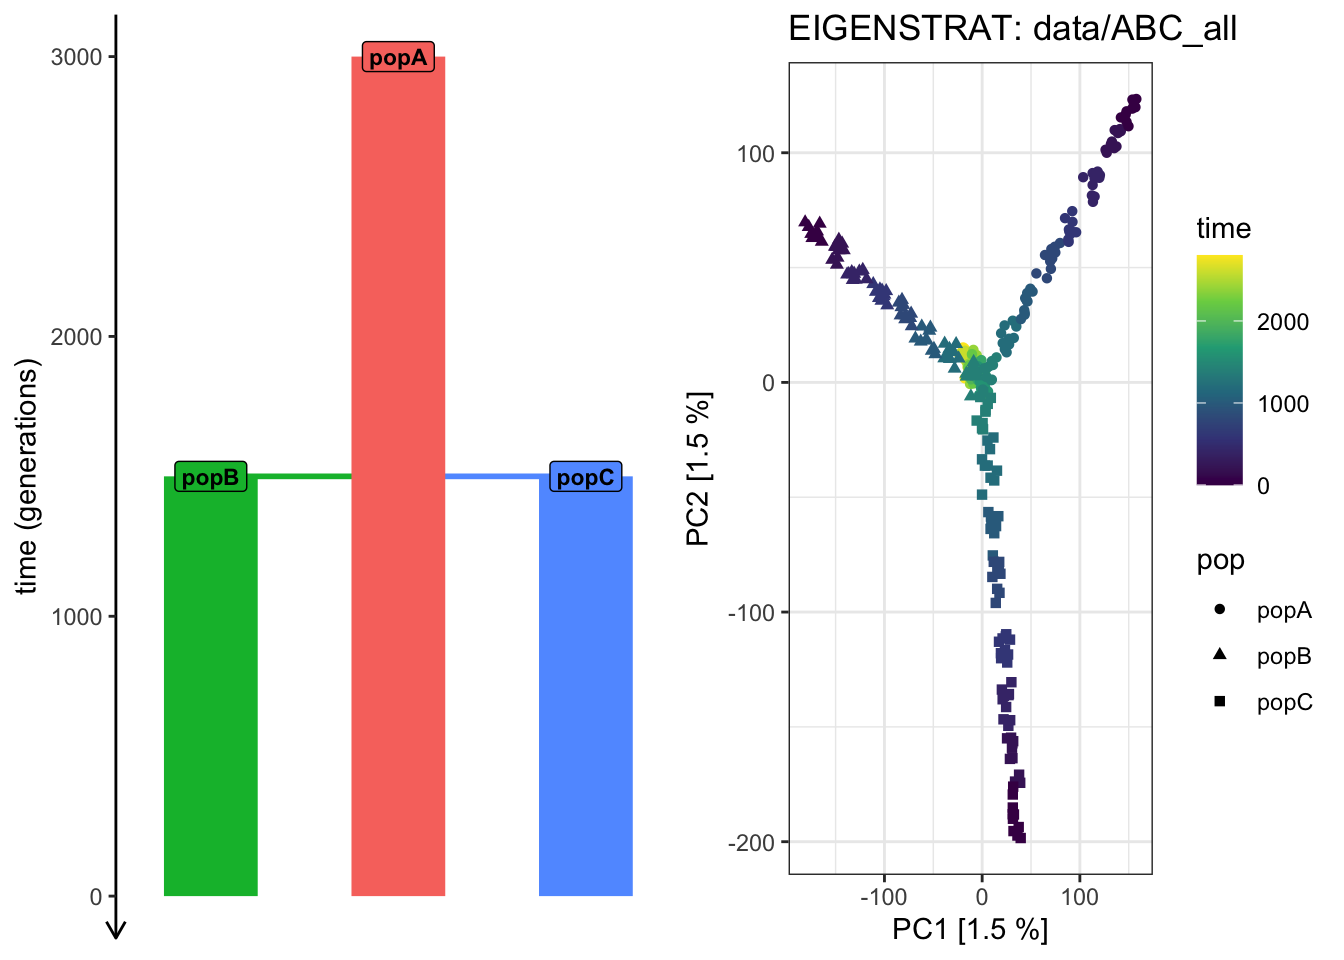 time (generations)
3000
2000
1000
0
popA
popB
popC
EIGENSTRAT: data/ABC_all
PC2 [1.5 %]
100
0
-100
-200
-100
0
100
PC1 [1.5 %]
time
2000
1000
0
pop
popA
popB
popC